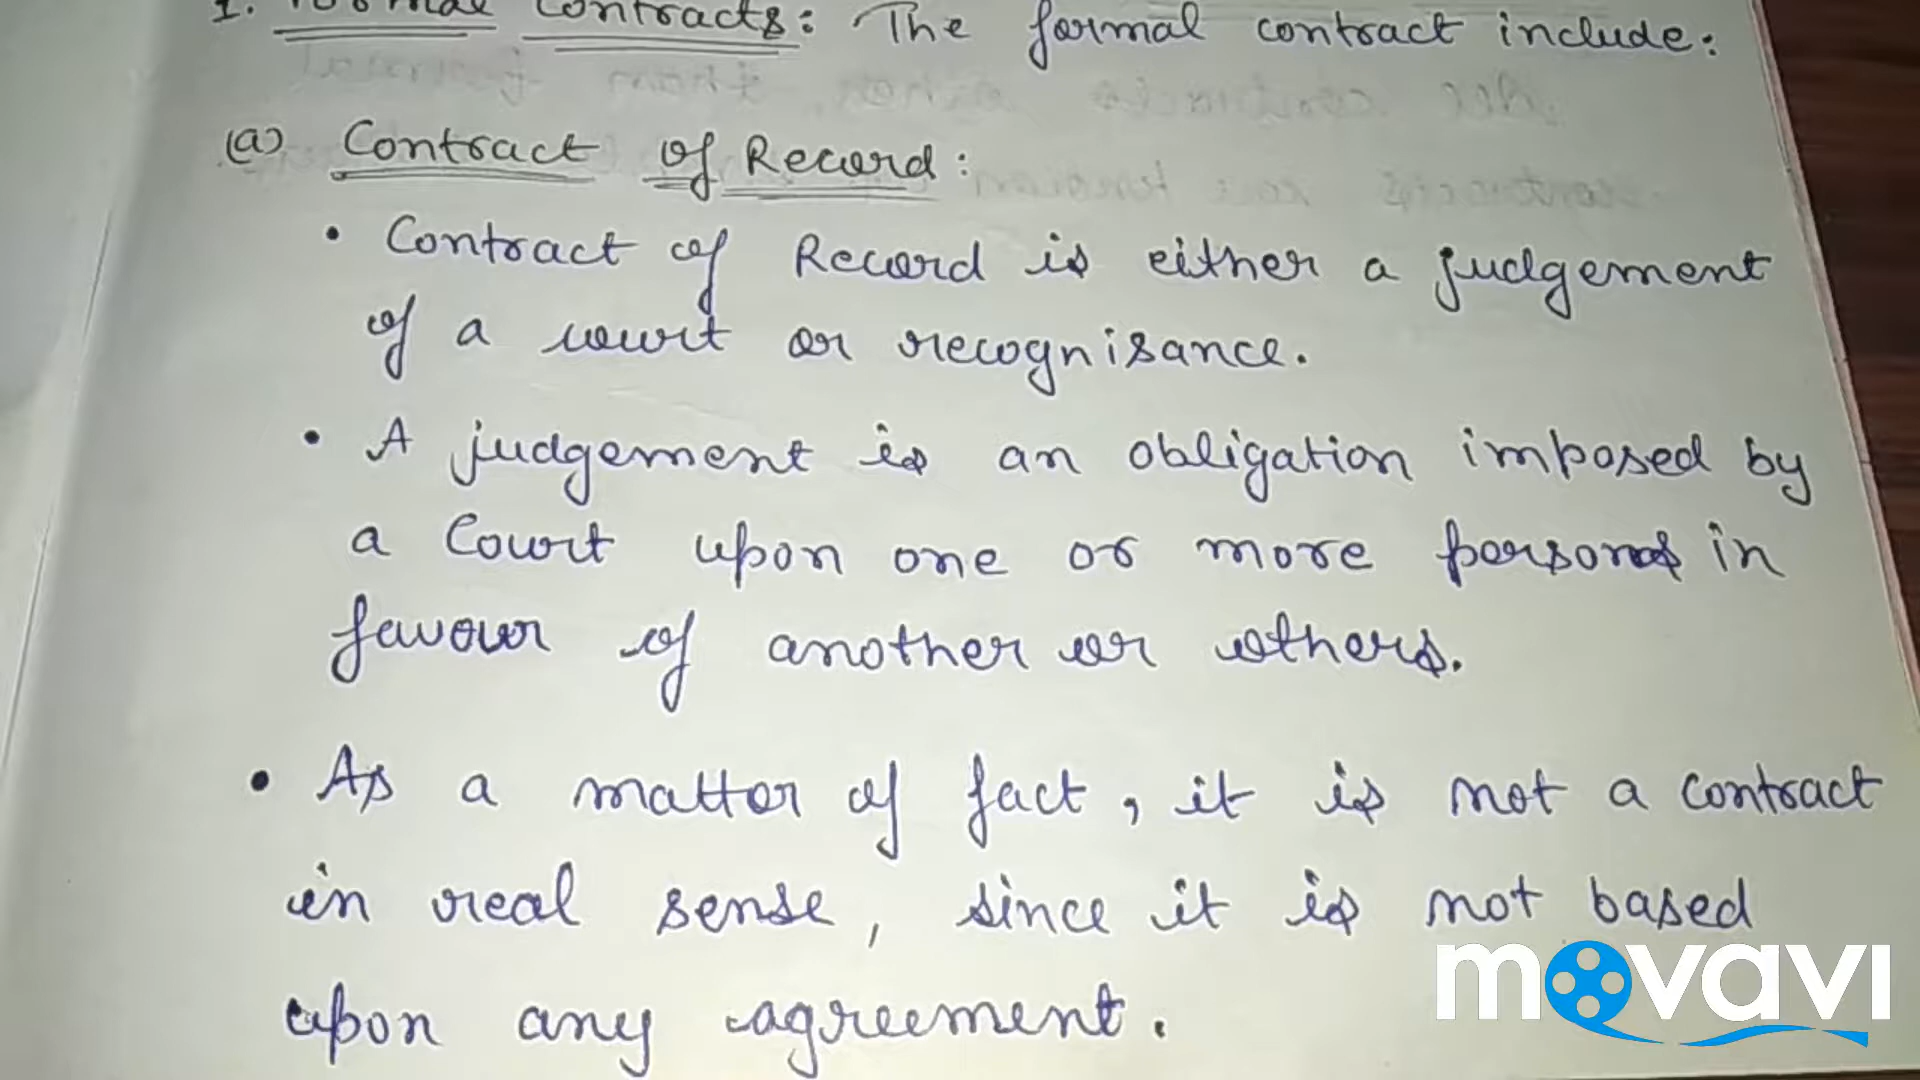 1. Formal Contracts: The formal contract include:
(a) Contract of Record:
• Contract of Record is either a judgement
of a court or recognisance.
• A judgement is an obligation imposed by
a Court upon one or more persons in
favour of another or others.
• As a matter of fact, it is not a contract
in real sense, since it is not based
upon any agreement.
movavi